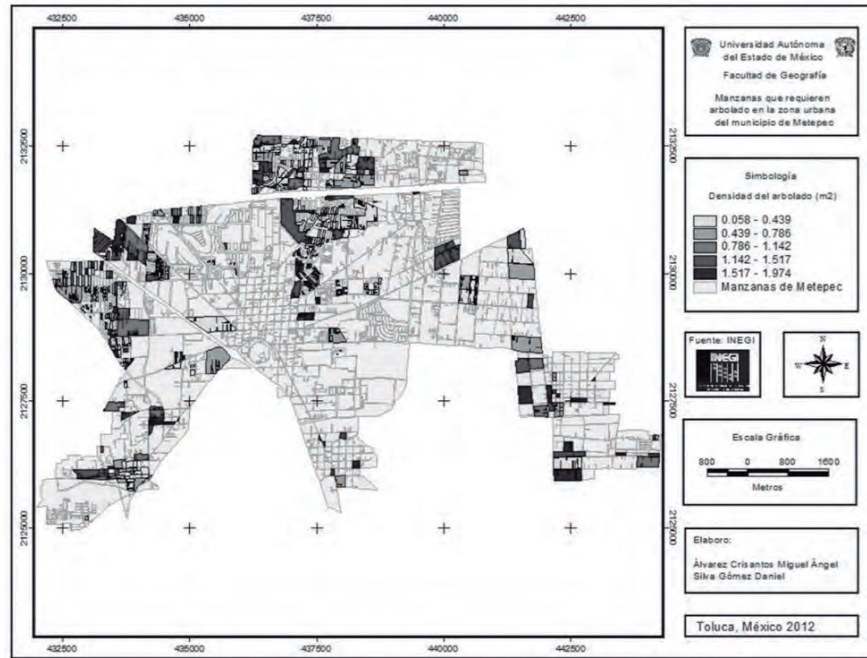 432500 435000 437500 440000 442500
2132500
2130000
2127500
2125000
2132500
2130000
2127500
2125000
432500 435000 437500 440000 442500
Universidad Autónoma
del Estado de México
Facultad de Geografía
Manzanas que requieren
arbolado en la zona urbana
del municipio de Metepec
Simbología
Densidad del arbolado (m2)
0.058 - 0.439
0.439 - 0.786
0.786 - 1.142
1.142 - 1.517
1.517 - 1.974
Manzanas de Metepec
Fuente: INEGI
INEGI
N
W E
S
Escala Gráfica
800 0 800 1600
Metros
Elaboro:
Álvarez Crisantos Miguel Ángel
Silva Gómez Daniel
Toluca, México 2012